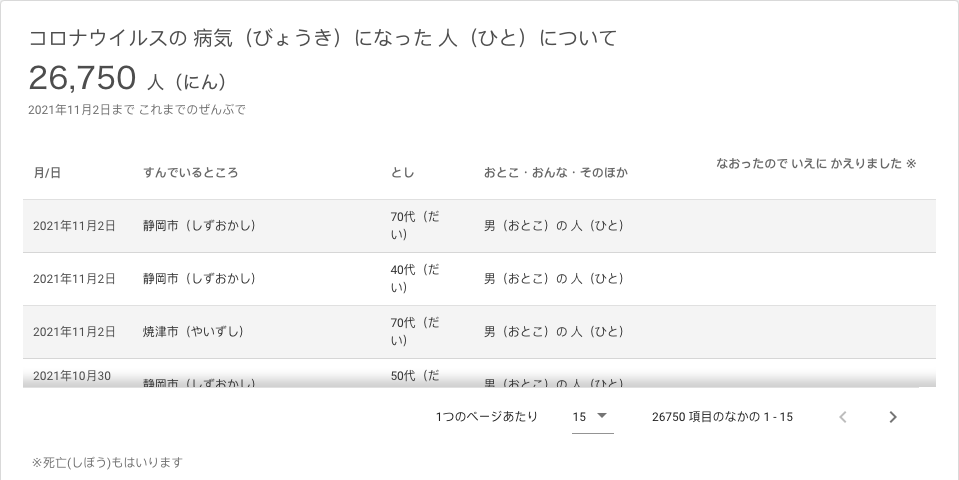 コロナウイルスの 病気（びょうき）になった 人（ひと）について
26,750 人（にん）
2021年11月2日まで これまでのぜんぶで
月/日 すんでいるところ とし おとこ・おんな・そのほか なおったので いえに かえりました ※
2021年11月2日 静岡市（しずおかし） 70代（だい） 男（おとこ）の 人（ひと）
2021年11月2日 静岡市（しずおかし） 40代（だい） 男（おとこ）の 人（ひと）
2021年11月2日 焼津市（やいずし） 70代（だい） 男（おとこ）の 人（ひと）
2021年10月30 静岡市（しずおかし） 50代（だ 男（おとこ）の 人（ひと）
1つのページあたり 15 26750 項目のなかの 1 - 15
※死亡(しぼう)もはいります